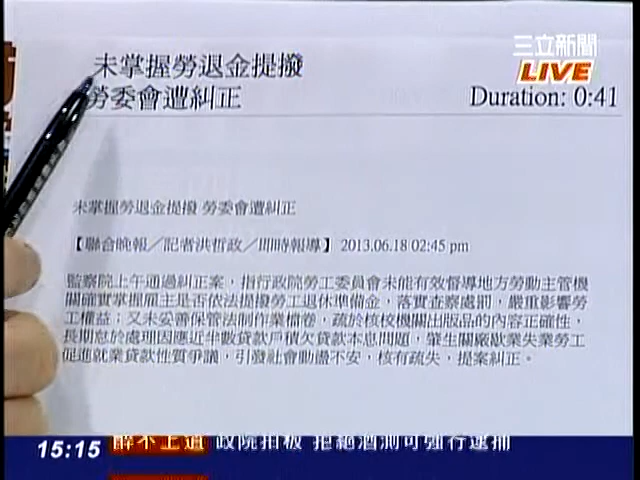 三立新聞
LIVE
未掌握勞退金提撥
勞委會遭糾正
Duration: 0:41
未掌握勞退金提撥 勞委會遭糾正
【聯合晚報╱記者洪哲政╱即時報導】 2013.06.18 02:45 pm
監察院上午通過糾正案，指行政院勞工委員會未能有效督導地方勞動主管機
關確實掌握雇主是否依法提撥勞工退休準備金，落實查察處罰，嚴重影響勞
工權益；又未妥善保管法制作業檔卷，疏於核校機關出版品的內容正確性，
長期怠於處理因應近半數貸款戶積欠貸款本息問題，肇生關廠歇業失業勞工
促進就業貸款性質爭議，引發社會動盪不安，核有疏失，提案糾正。
15:15
醉不上道 政院拍板 拒絕酒測可強行逮捕